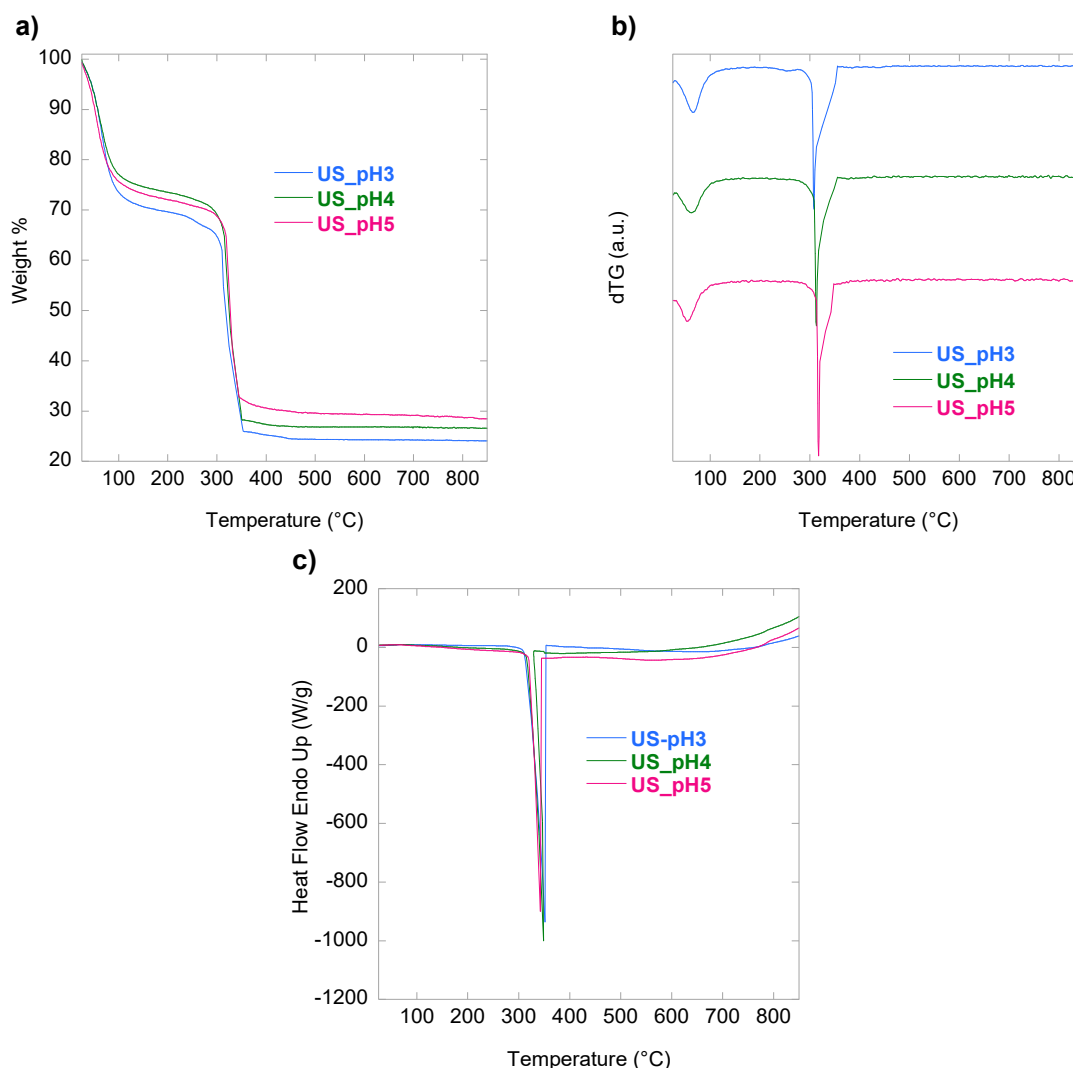 a)
100
90
80
70
60
50
40
30
20
Weight %
US_pH3
US_pH4
US_pH5
100 200 300 400 500 600 700 800
Temperature (°C)
b)
dTG (a.u.)
US_pH3
US_pH4
US_pH5
100 200 300 400 500 600 700 800
Temperature (°C)
c)
200
0
-200
-400
-600
-800
-1000
-1200
Heat Flow Endo Up (W/g)
US-pH3
US_pH4
US_pH5
100 200 300 400 500 600 700 800
Temperature (°C)